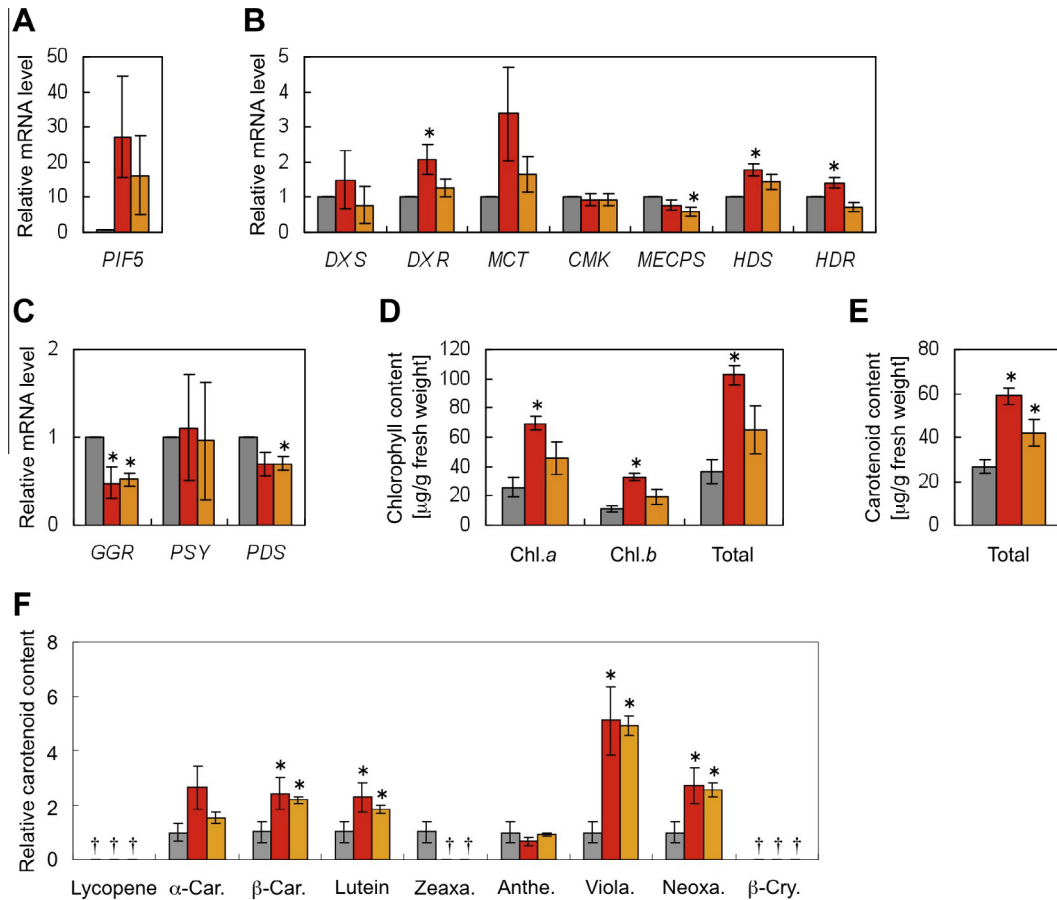 A
Relative mRNA level
50
40
30
20
10
0
PIF5
B
Relative mRNA level
5
4
3
2
1
0
*
*
*
*
DXS DXR MCT CMK MECPS HDS HDR
C
Relative mRNA level
2
1
0
* * *
GGR PSY PDS
D
Chlorophyll content
[μg/g fresh weight]
120
100
80
60
40
20
0
*
*
*
Chl.a Chl.b Total
E
Carotenoid content
[μg/g fresh weight]
80
60
40
20
0
*
*
Total
F
Relative carotenoid content
8
6
4
2
0
† † †
* *
* *
† †
* *
* *
† † †
Lycopene α-Car. β-Car. Lutein Zeaxa. Anthe. Viola. Neoxa. β-Cry.